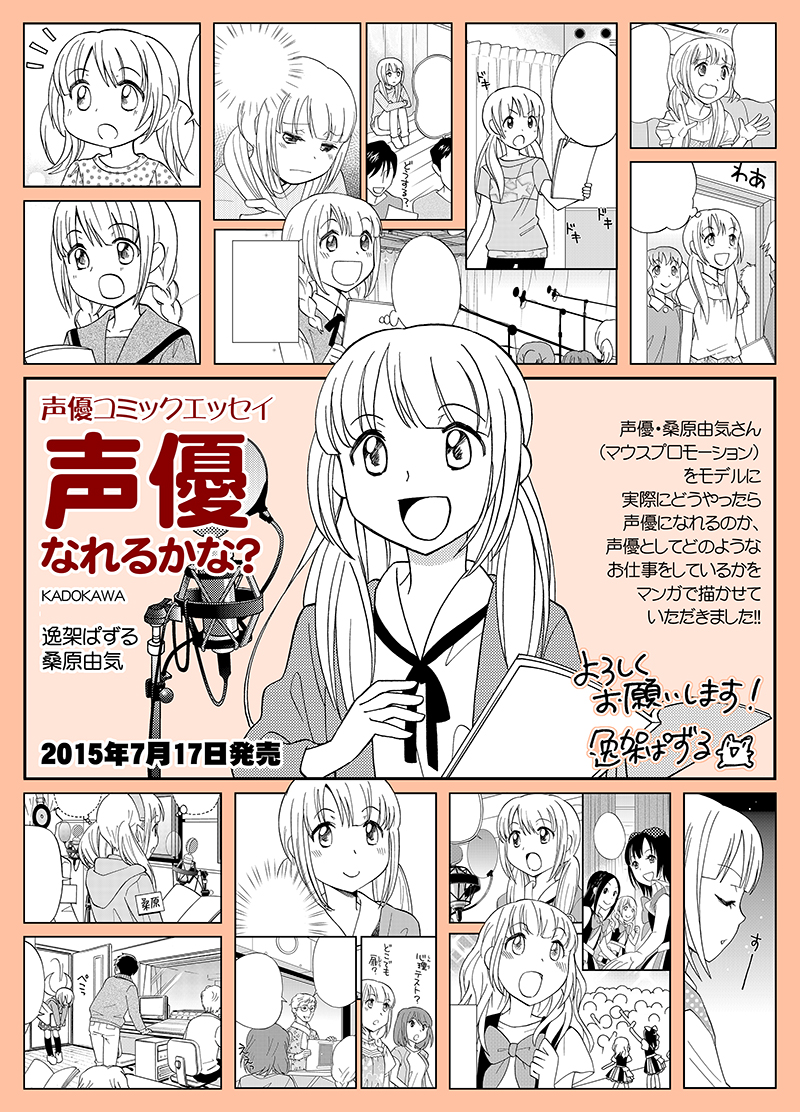 ドキ
ドキ
ドキ
どーする〜
わあ
声優コミックエッセイ
声優
なれるかな?
KADOKAWA
逸架ぱずる
桑原由気
2015年7月17日発売
声優・桑原由気さん
(マウスプロモーション)
をモデルに
実際にどうやったら
声優になれるのか、
声優としてどのような
お仕事をしているかを
マンガで描かせて
いただきました!!
よろしく
お願いします!
逸架ぱずる
桑原
ぺこ
心理テスト?
どこでも
扉?
すー